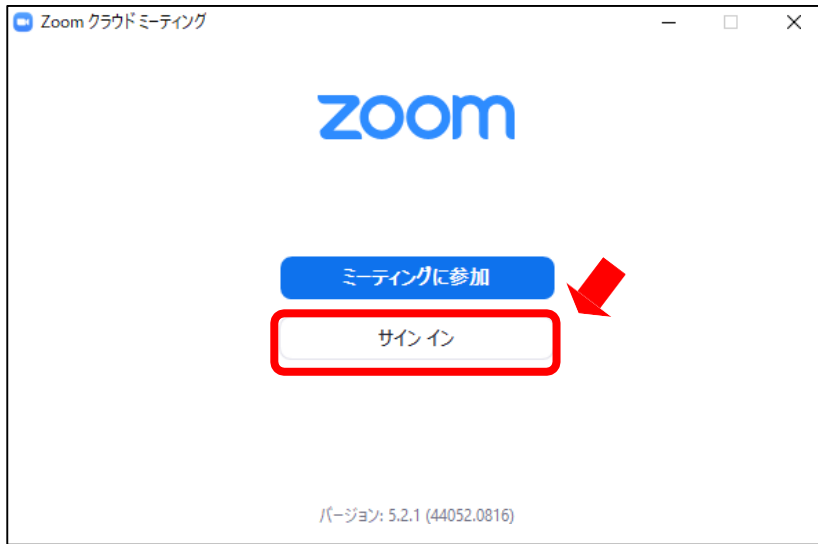 Zoom クラウド ミーティング
zoom
ミーティングに参加
サイン イン
バージョン: 5.2.1 (44052.0816)